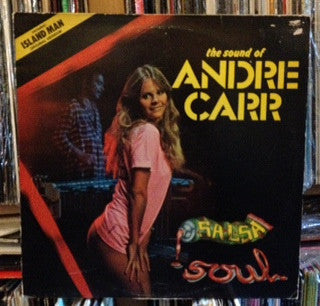 ISLAND MAN
the sound of
ANDRE
CARR
SALSA
Soul